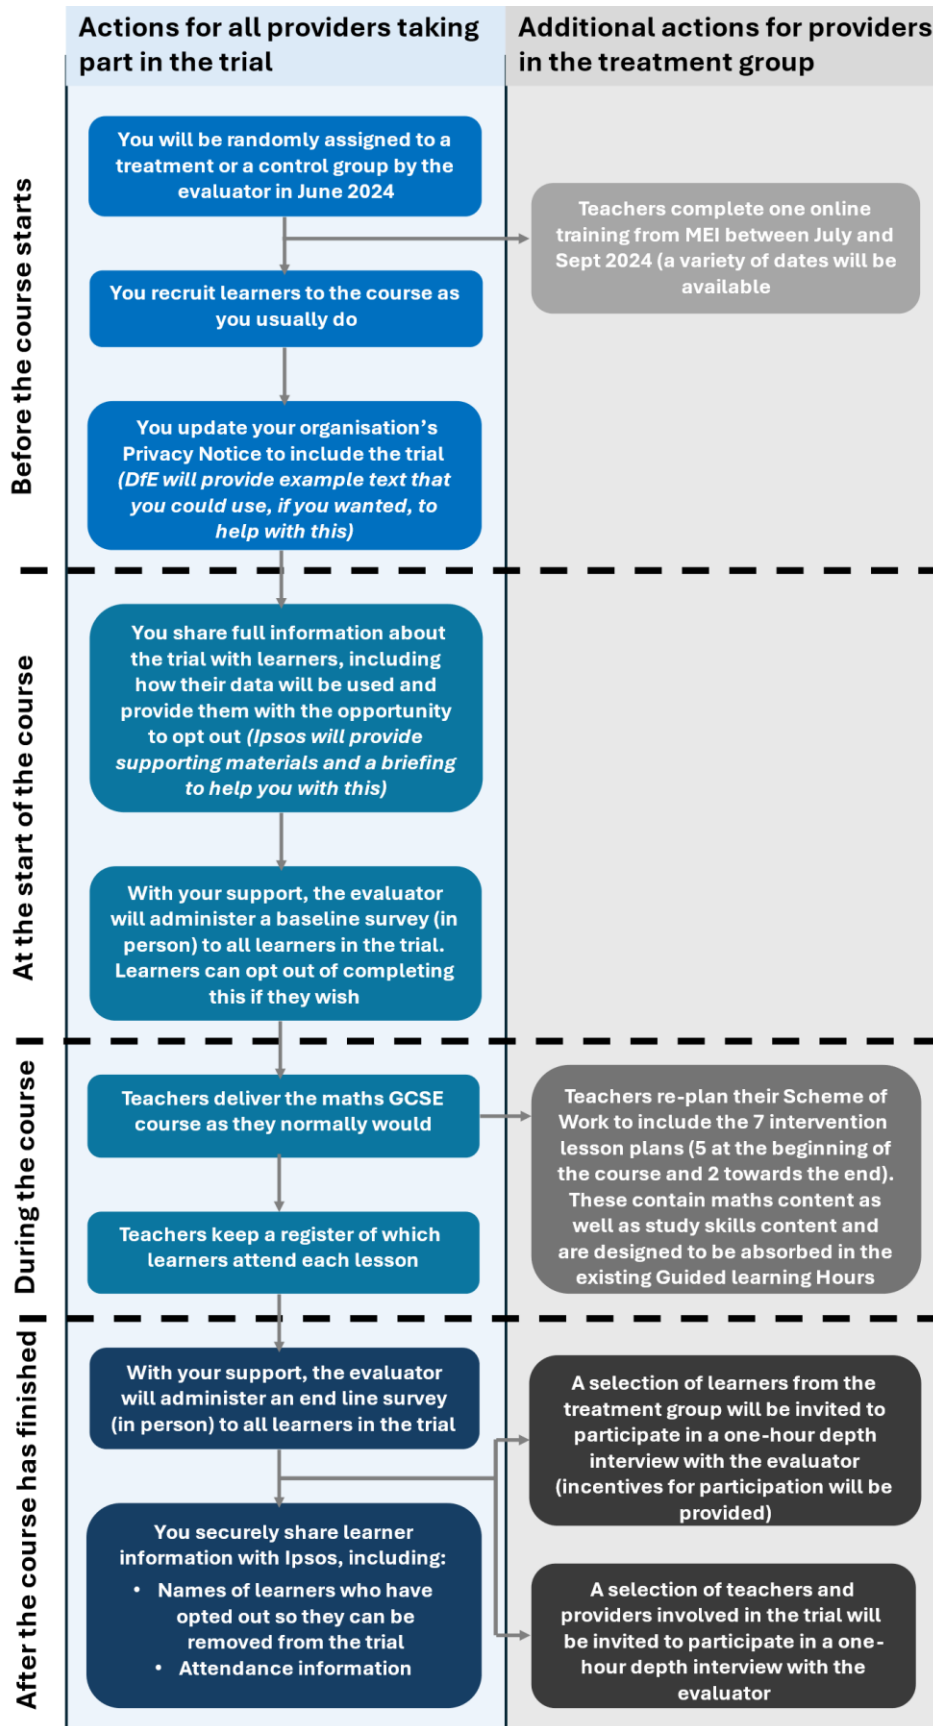 Actions for all providers taking
part in the trial
Additional actions for providers
in the treatment group
Before the course starts
You will be randomly assigned to a
treatment or a control group by the
evaluator in June 2024
Teachers complete one online
training from MEI between July and
Sept 2024 (a variety of dates will be
available
You recruit learners to the course as
you usually do
You update your organisation’s
Privacy Notice to include the trial
(DfE will provide example text that
you could use, if you wanted, to
help with this)
At the start of the course
You share full information about
the trial with learners, including
how their data will be used and
provide them with the opportunity
to opt out (Ipsos will provide
supporting materials and a briefing
to help you with this)
With your support, the evaluator
will administer a baseline survey (in
person) to all learners in the trial.
Learners can opt out of completing
this if they wish
During the course
Teachers deliver the maths GCSE
course as they normally would
Teachers re-plan their Scheme of
Work to include the 7 intervention
lesson plans (5 at the beginning of
the course and 2 towards the end).
These contain maths content as
well as study skills content and
are designed to be absorbed in the
existing Guided learning Hours
Teachers keep a register of which
learners attend each lesson
After the course has finished
With your support, the evaluator
will administer an end line survey
(in person) to all learners in the trial
A selection of learners from the
treatment group will be invited to
participate in a one-hour depth
interview with the evaluator
(incentives for participation will be
provided)
You securely share learner
information with Ipsos, including:
• Names of learners who have
opted out so they can be
removed from the trial
• Attendance information
A selection of teachers and
providers involved in the trial will
be invited to participate in a one-
hour depth interview with the
evaluator